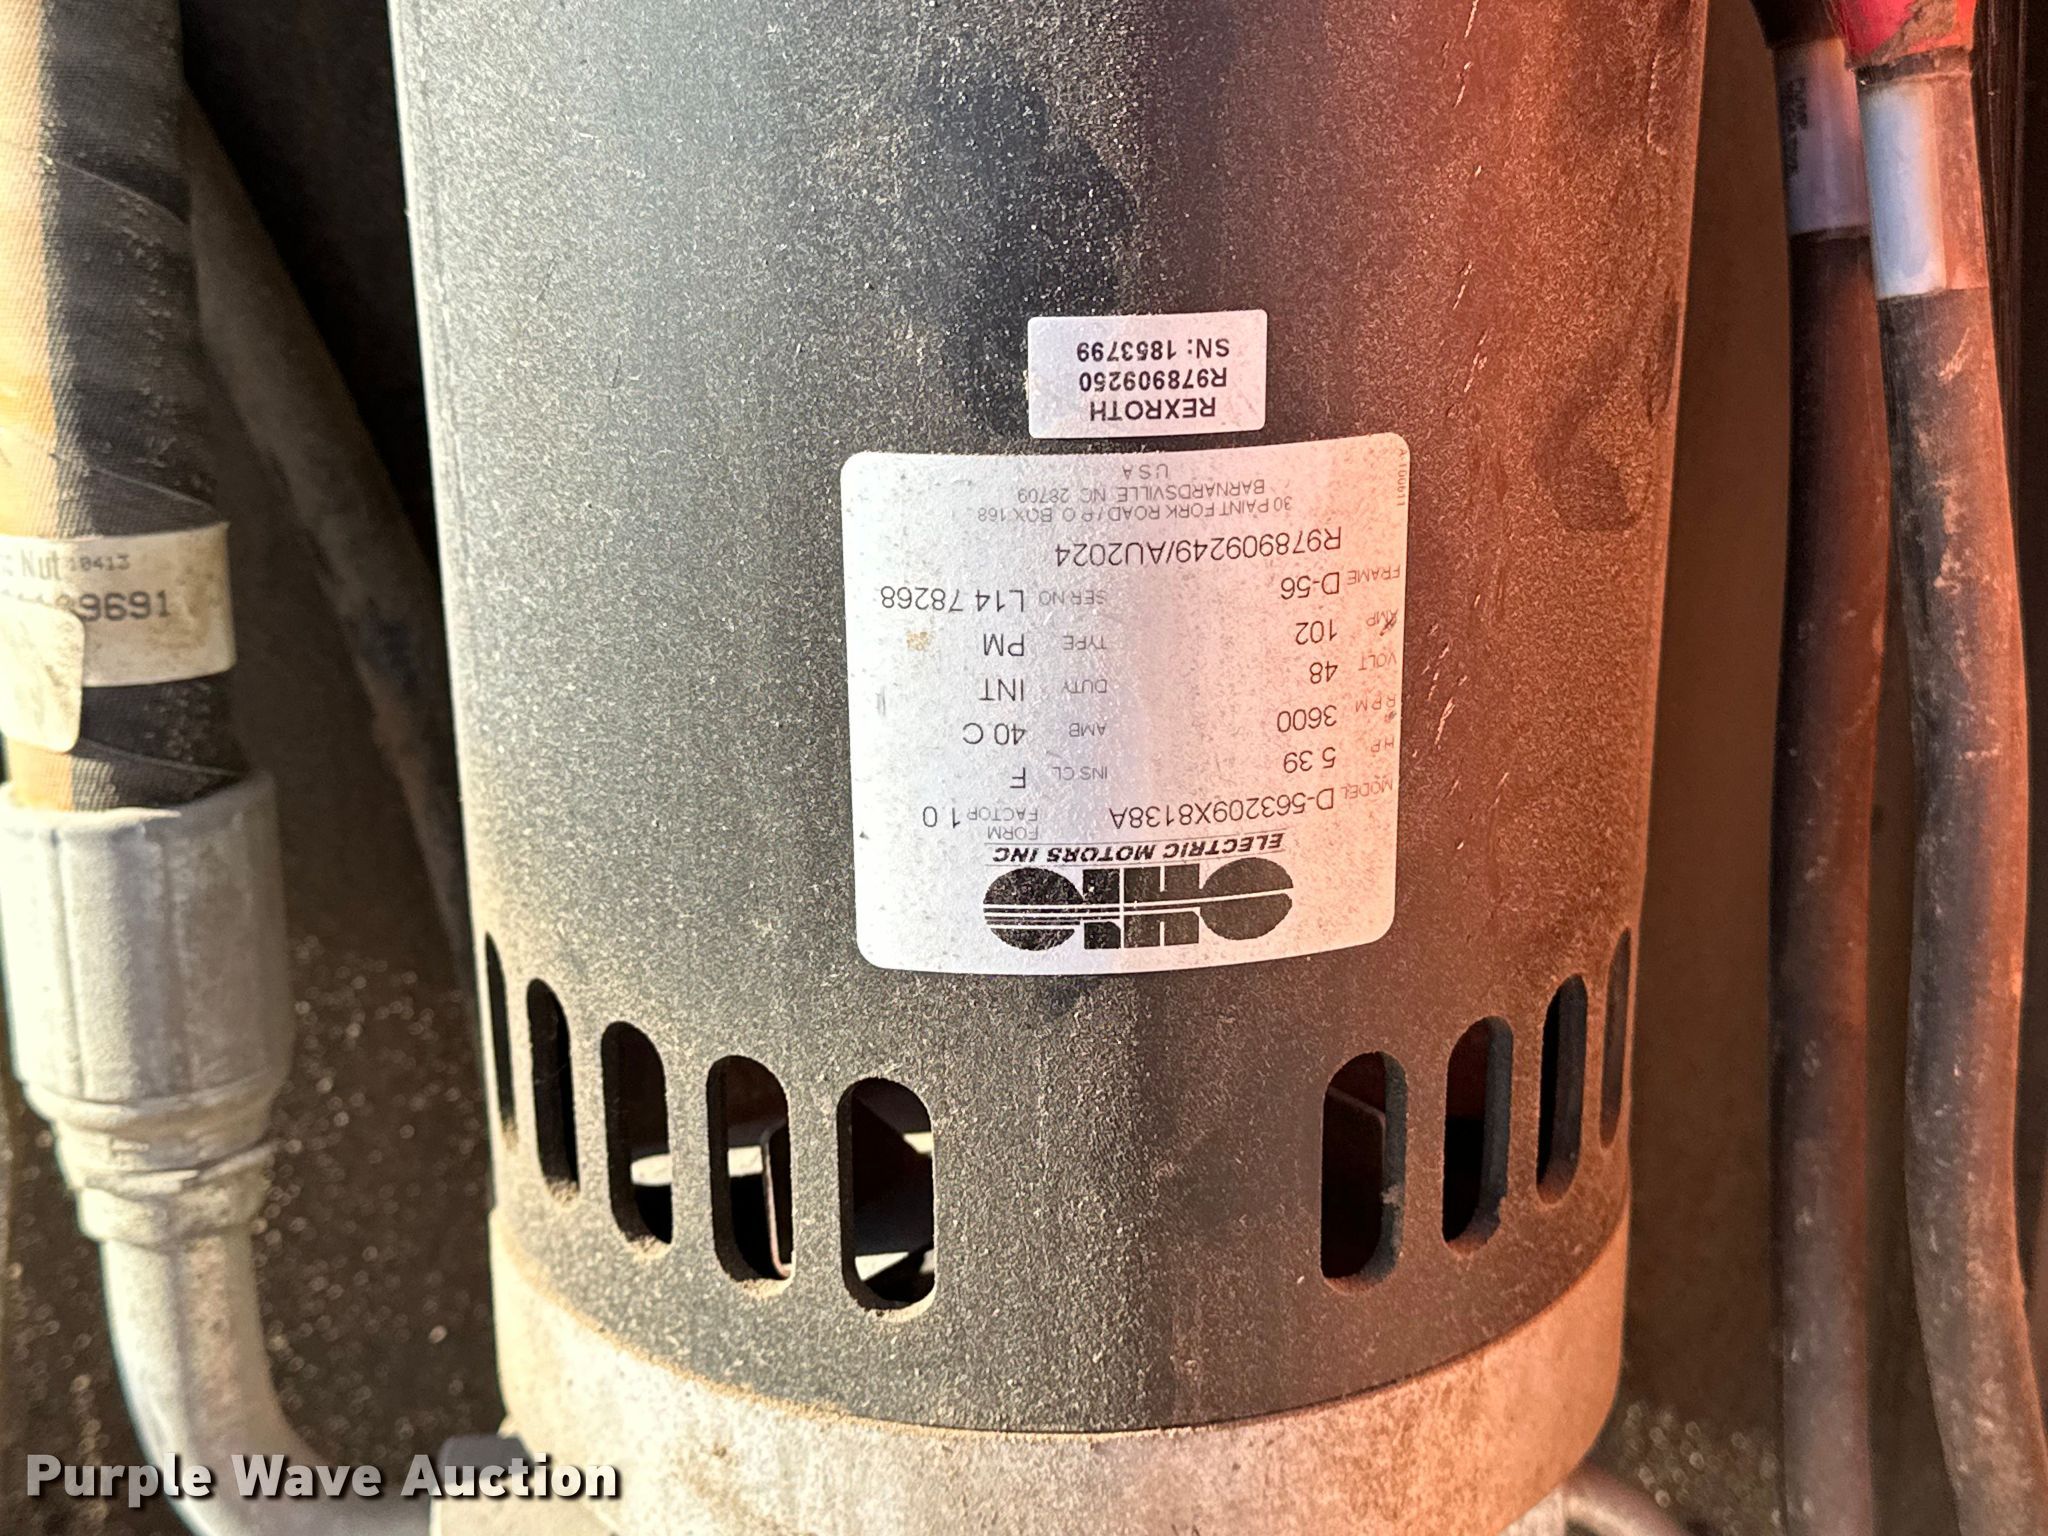 OHIO
ELECTRIC MOTORS INC
MODEL D-563209X8138A FORM FACTOR 1.0
H.P. 5.39 INS CL F
R P M 3600 AMB 40 C
VOLT 48 DUTY INT
AMP 102 TYPE PM
FRAME D-56 SER NO L14 78268
R978909249/AU2024
30 PAINT FORK ROAD / P.O. BOX 168
BARNARDSVILLE, NC 28709
U S A
A100611
REXROTH
R978909250
SN: 1853799
Nut 10413
89691
Purple Wave Auction